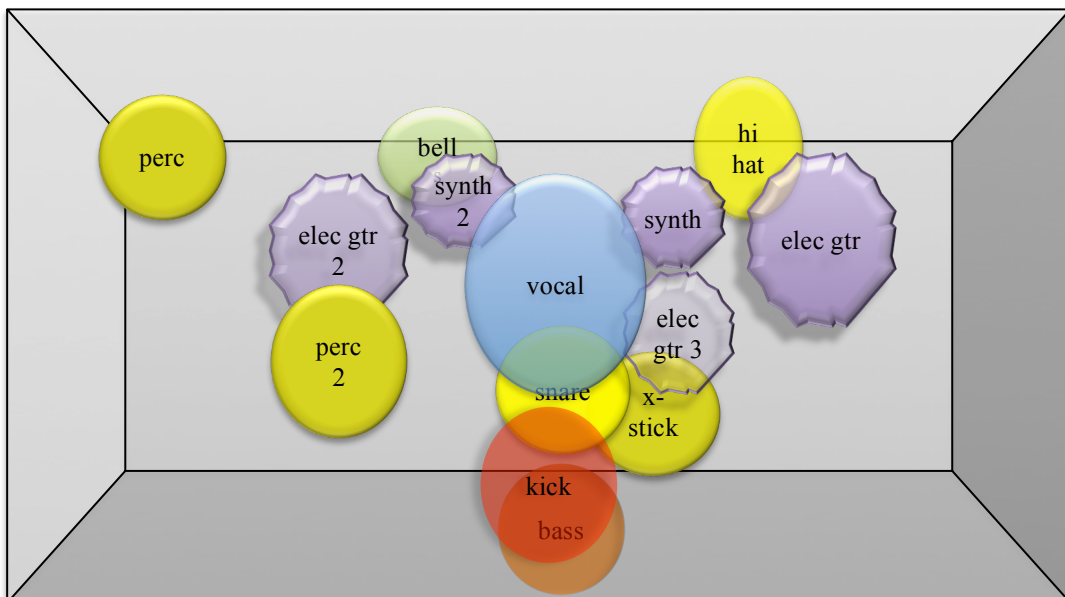 perc
bell
s
hi
hat
synth
2
synth
elec gtr
2
elec gtr
vocal
elec
gtr 3
perc
2
snare
x-
stick
kick
bass